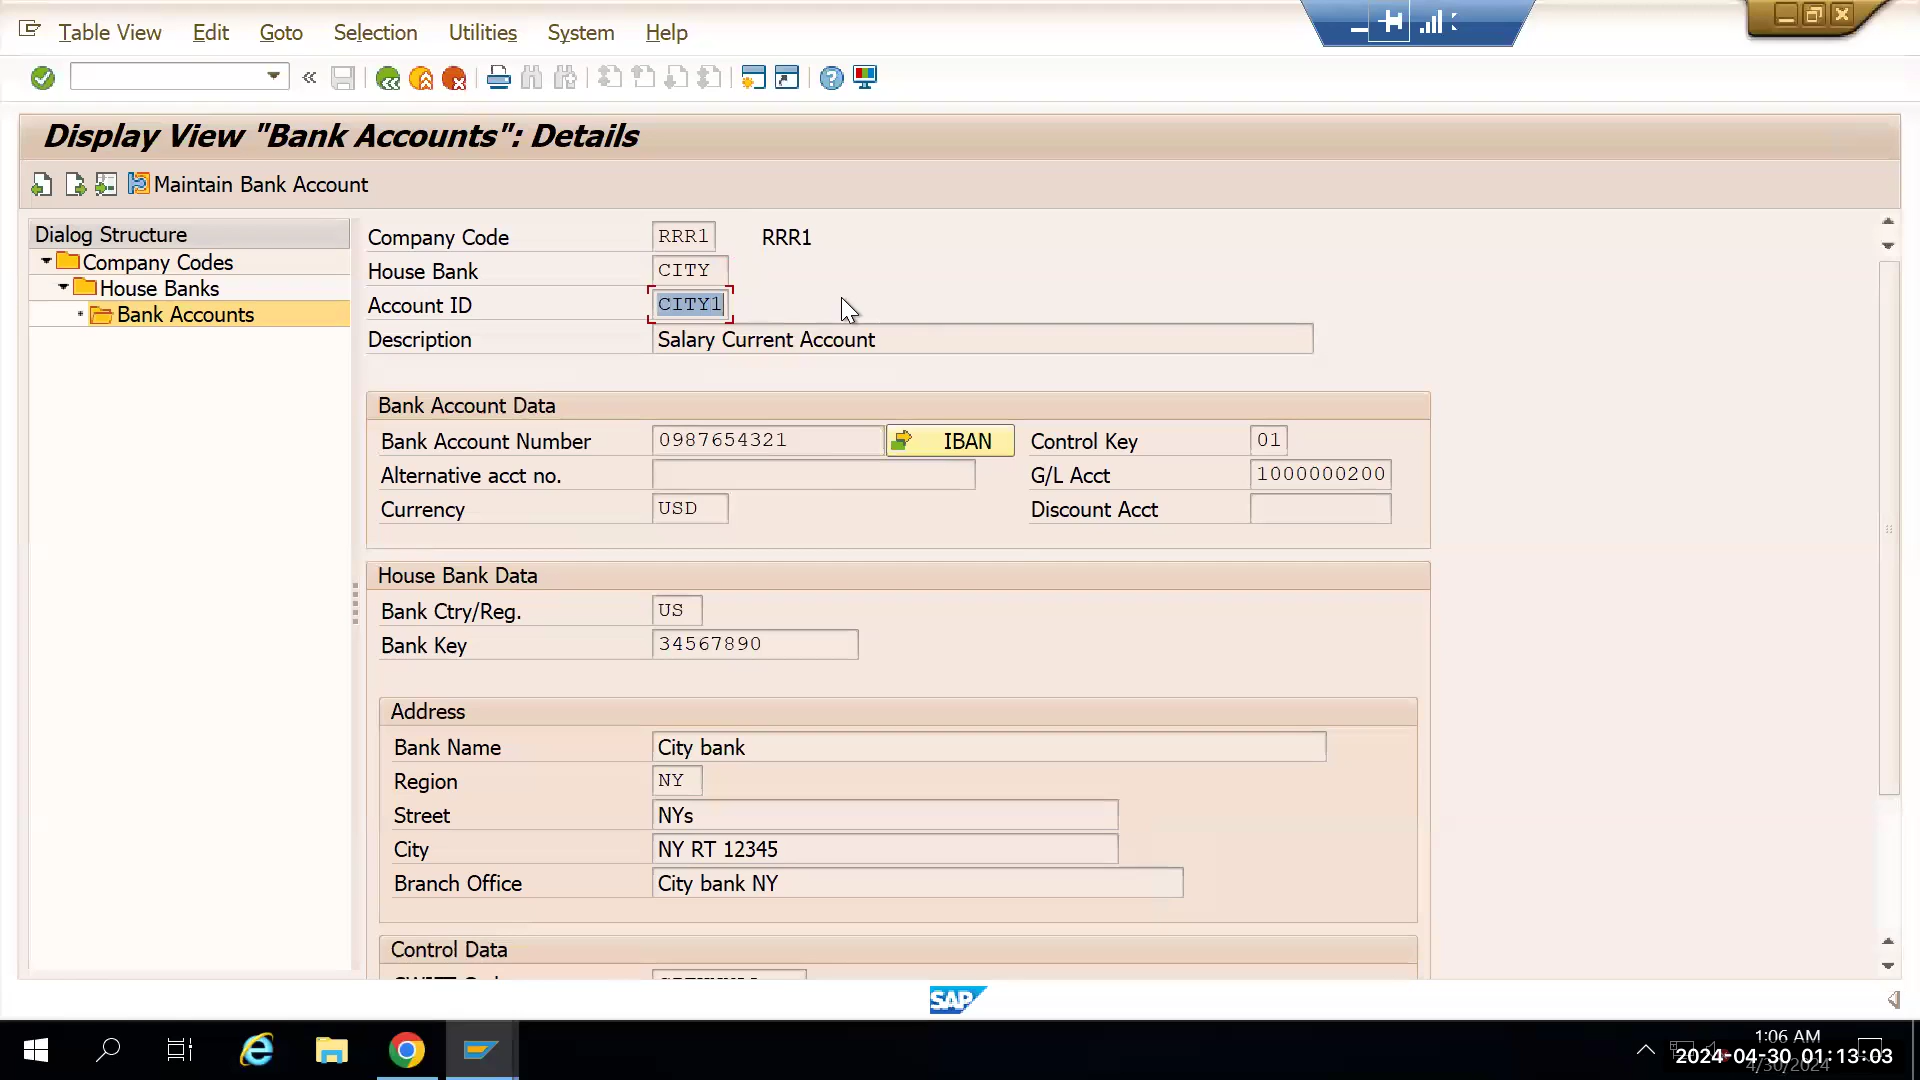 Table View Edit Goto Selection Utilities System Help
Display View "Bank Accounts": Details
Maintain Bank Account
Dialog Structure
Company Codes
House Banks
Bank Accounts
Company Code RRR1 RRR1
House Bank CITY
Account ID CITY1
Description Salary Current Account
Bank Account Data
Bank Account Number 0987654321 IBAN Control Key 01
Alternative acct no. G/L Acct 1000000200
Currency USD Discount Acct
House Bank Data
Bank Ctry/Reg. US
Bank Key 34567890
Address
Bank Name City bank
Region NY
Street NYs
City NY RT 12345
Branch Office City bank NY
Control Data
SAP
1:06 AM
2024-04-30 01:13:03
4/30/2024